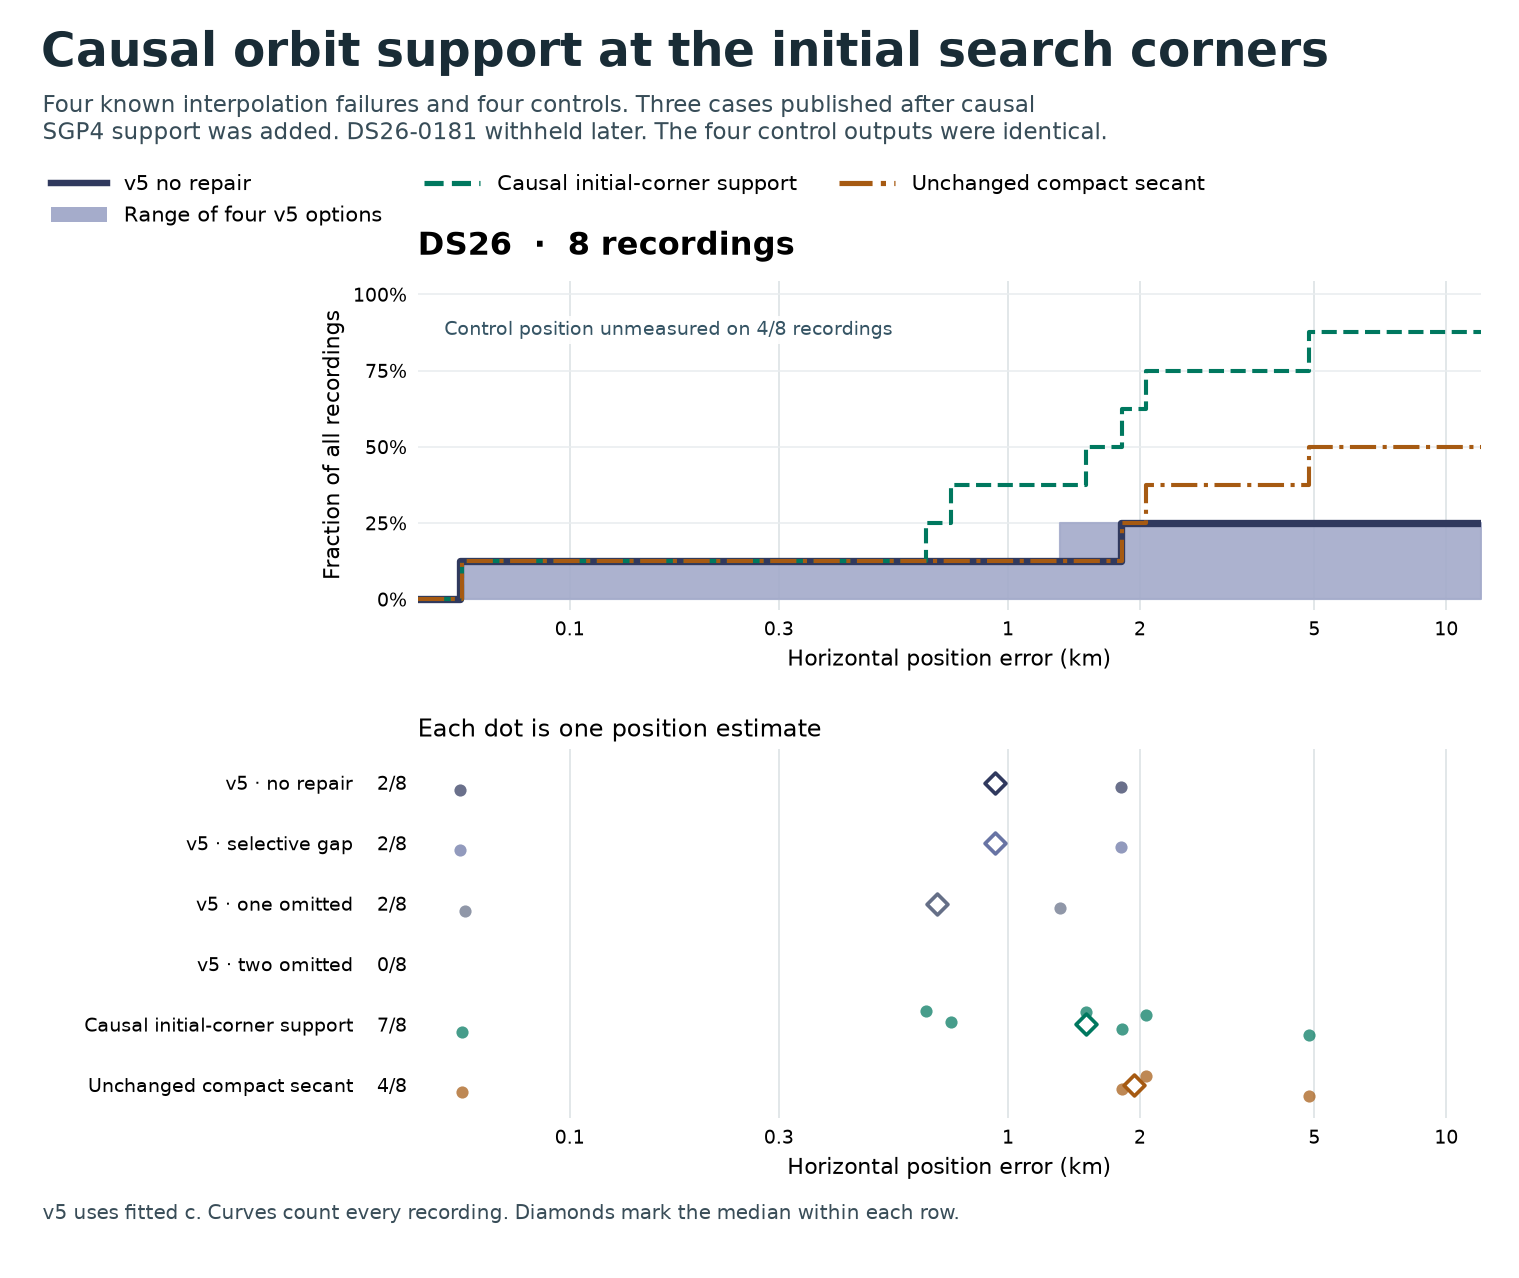 Causal orbit support at the initial search corners
Four known interpolation failures and four controls. Three cases published after causal
SGP4 support was added. DS26-0181 withheld later. The four control outputs were identical.
v5 no repair
Range of four v5 options
Causal initial-corner support
Unchanged compact secant
DS26 · 8 recordings
Fraction of all recordings
100%
75%
50%
25%
0%
Control position unmeasured on 4/8 recordings
0.1 0.3 1 2 5 10
Horizontal position error (km)
Each dot is one position estimate
v5 · no repair 2/8
v5 · selective gap 2/8
v5 · one omitted 2/8
v5 · two omitted 0/8
Causal initial-corner support 7/8
Unchanged compact secant 4/8
0.1 0.3 1 2 5 10
Horizontal position error (km)
v5 uses fitted c. Curves count every recording. Diamonds mark the median within each row.